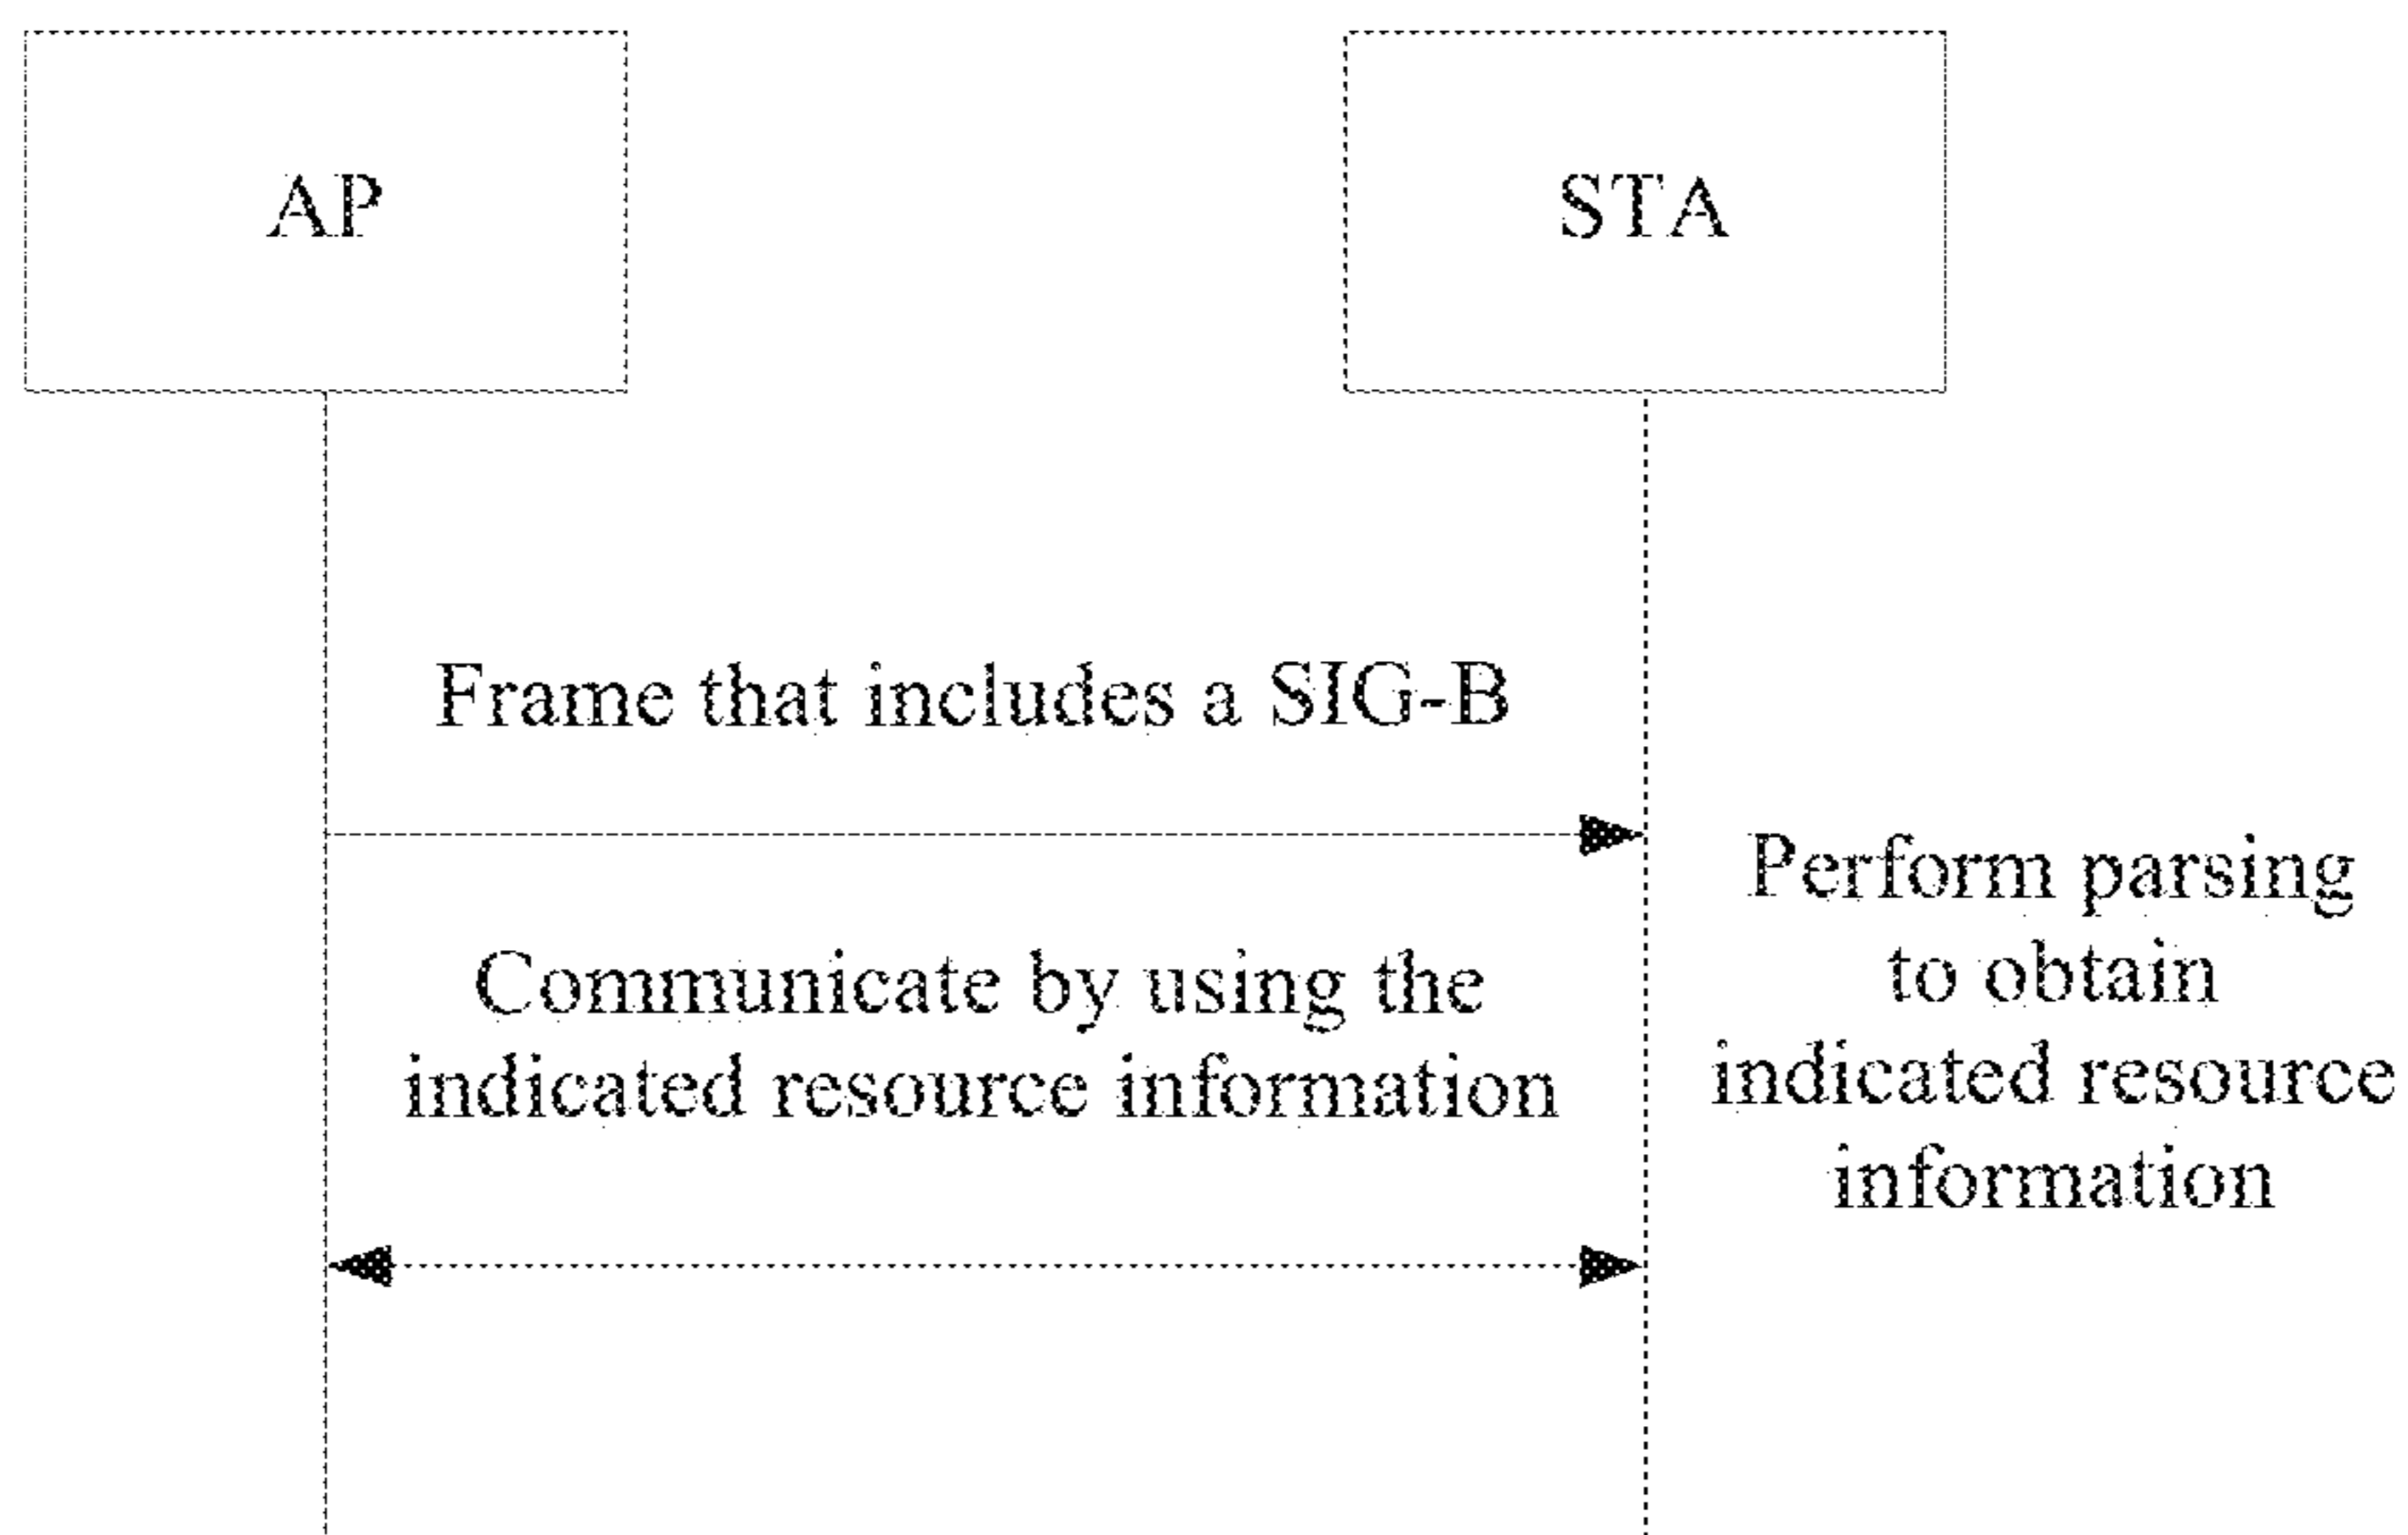 AP
STA
Frame that includes a SIG-B
Communicate by using the
indicated resource information
Perform parsing
to obtain
indicated resource
information